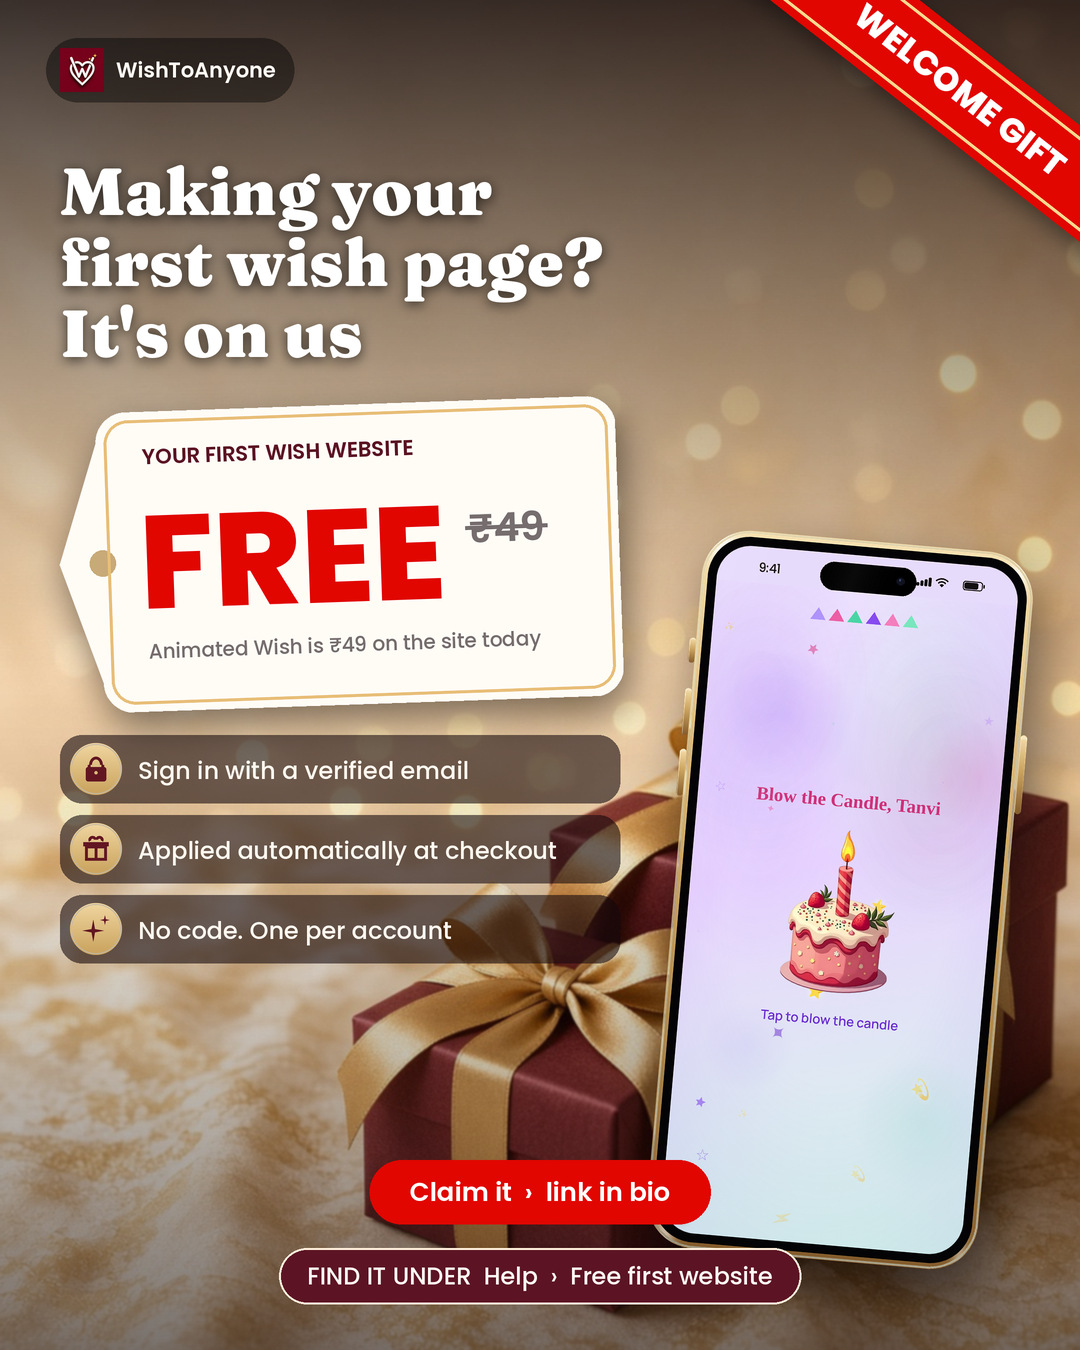 WishToAnyone
WELCOME GIFT
Making your
first wish page?
It's on us
YOUR FIRST WISH WEBSITE
FREE ₹49
Animated Wish is ₹49 on the site today
Sign in with a verified email
Applied automatically at checkout
No code. One per account
9:41
Blow the Candle, Tanvi
Tap to blow the candle
Claim it › link in bio
FIND IT UNDER Help › Free first website